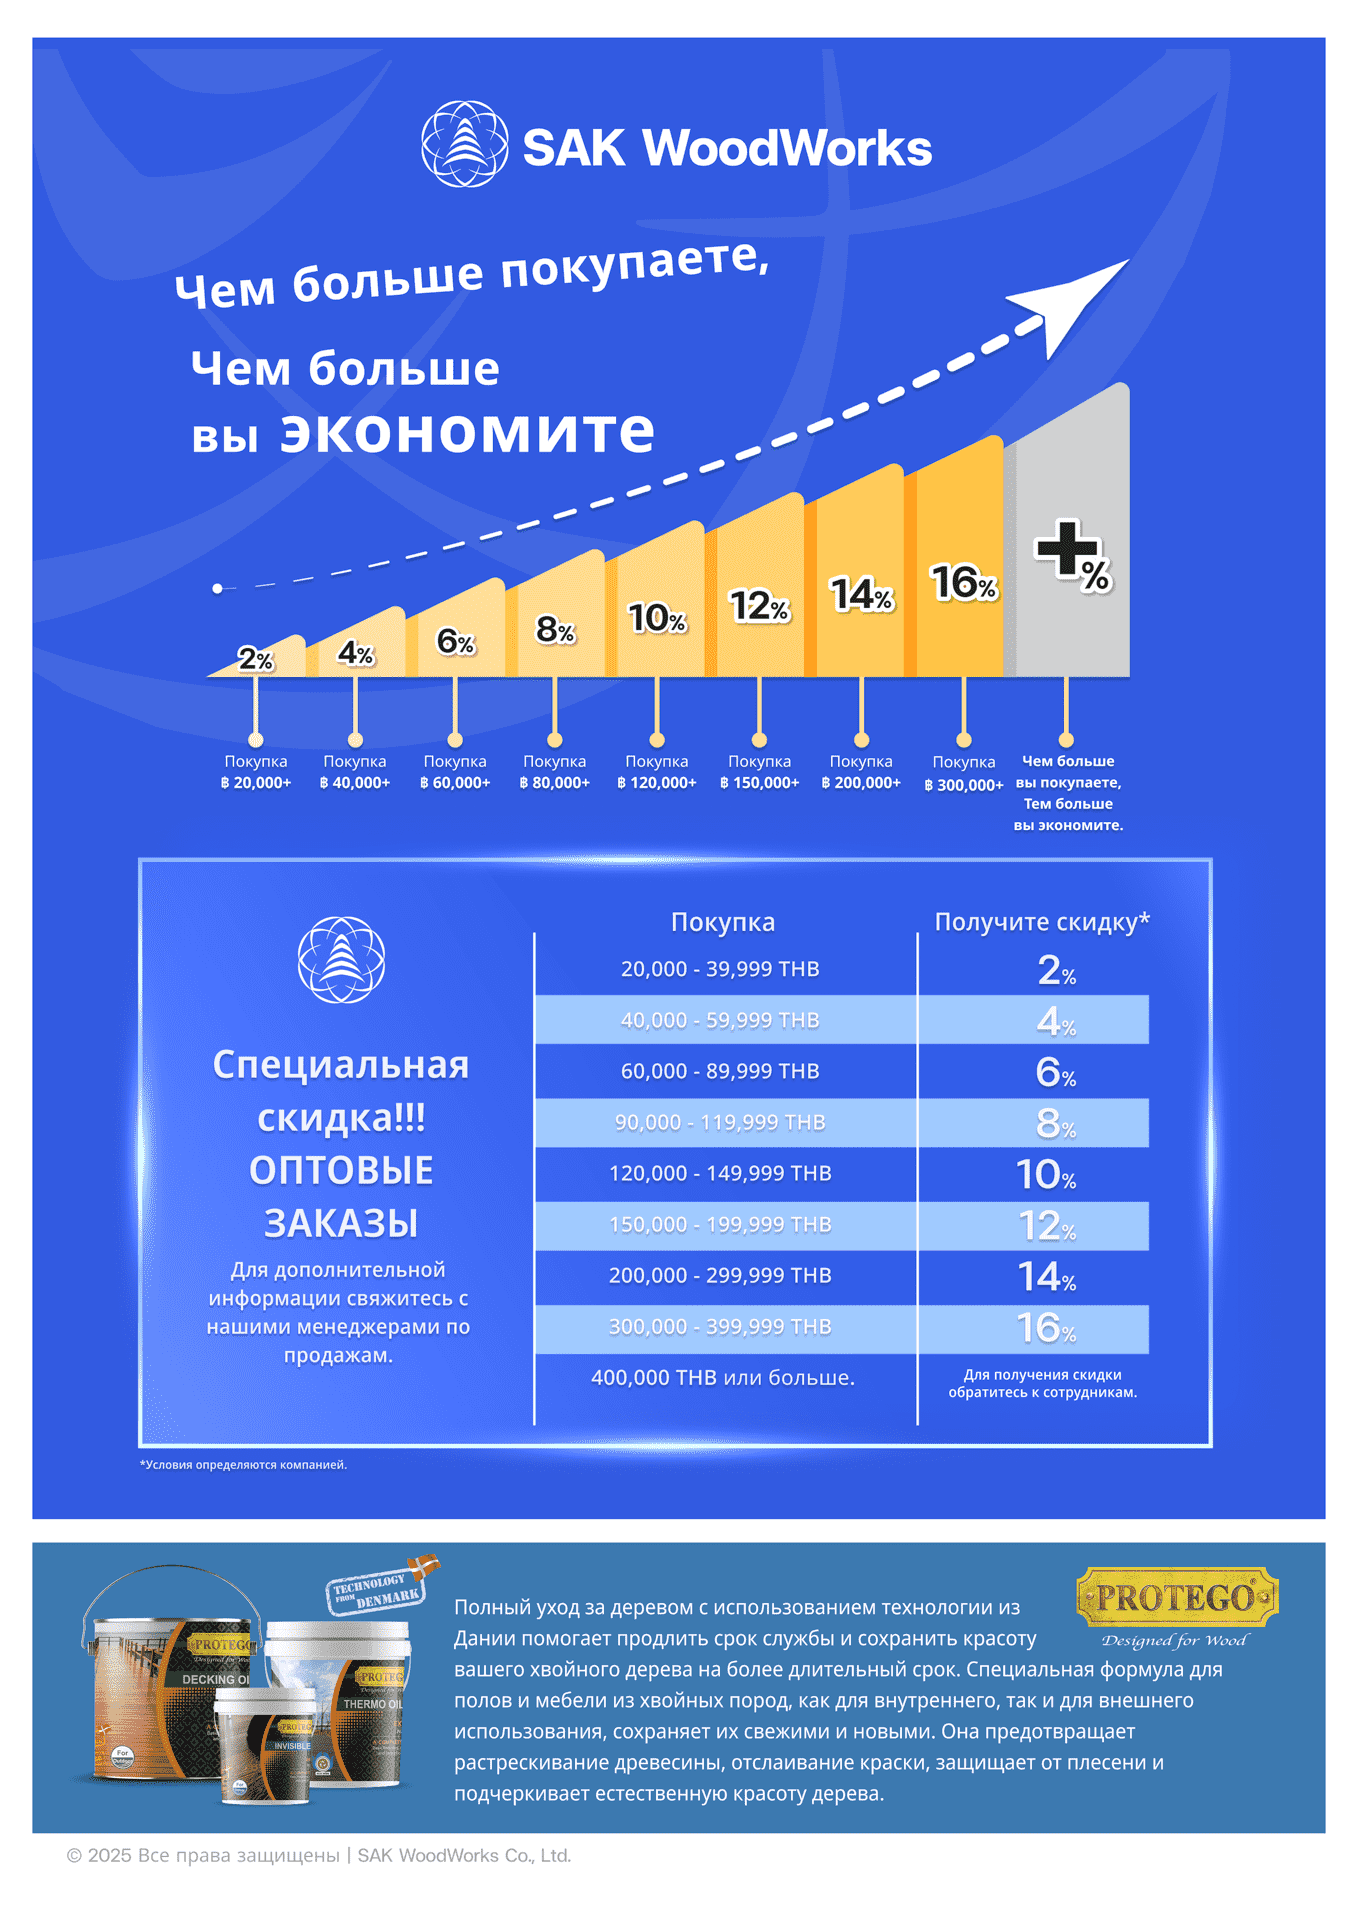 SAK WoodWorks
Чем больше покупаете,
Чем больше
вы экономите
2%
4%
6%
8%
10%
12%
14%
16%
+%
Покупка
฿ 20,000+
Покупка
฿ 40,000+
Покупка
฿ 60,000+
Покупка
฿ 80,000+
Покупка
฿ 120,000+
Покупка
฿ 150,000+
Покупка
฿ 200,000+
Покупка
฿ 300,000+
Чем больше
вы покупаете,
Тем больше
вы экономите.
Специальная
скидка!!!
ОПТОВЫЕ
ЗАКАЗЫ
Для дополнительной
информации свяжитесь с
нашими менеджерами по
продажам.
Покупка Получите скидку*
20,000 - 39,999 THB 2%
40,000 - 59,999 THB 4%
60,000 - 89,999 THB 6%
90,000 - 119,999 THB 8%
120,000 - 149,999 THB 10%
150,000 - 199,999 THB 12%
200,000 - 299,999 THB 14%
300,000 - 399,999 THB 16%
400,000 THB или больше.
Для получения скидки
обратитесь к сотрудникам.
*Условия определяются компанией.
TECHNOLOGY
FROM DENMARK
PROTEGO
DECKING OI
PROTEG
THERMO OIL
PROTEG
INVISIBLE
For
PROTEGO®
Designed for Wood
Полный уход за деревом с использованием технологии из
Дании помогает продлить срок службы и сохранить красоту
вашего хвойного дерева на более длительный срок. Специальная формула для
полов и мебели из хвойных пород, как для внутреннего, так и для внешнего
использования, сохраняет их свежими и новыми. Она предотвращает
растрескивание древесины, отслаивание краски, защищает от плесени и
подчеркивает естественную красоту дерева.
© 2025 Все права защищены | SAK WoodWorks Co., Ltd.